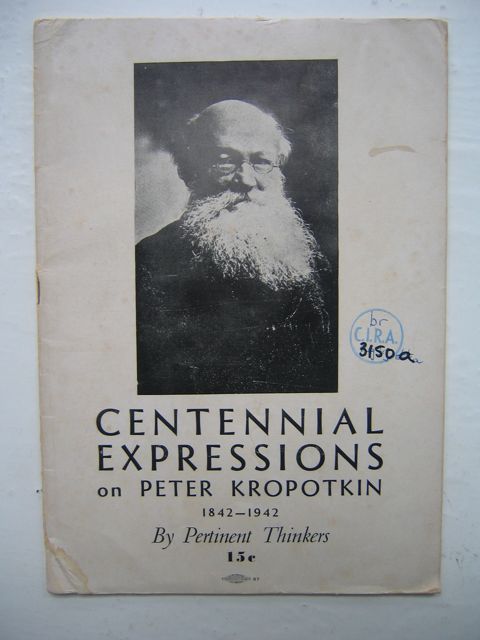 br
C.I.R.A.
3150 a
CENTENNIAL
EXPRESSIONS
on PETER KROPOTKIN
1842—1942
By Pertinent Thinkers
15c